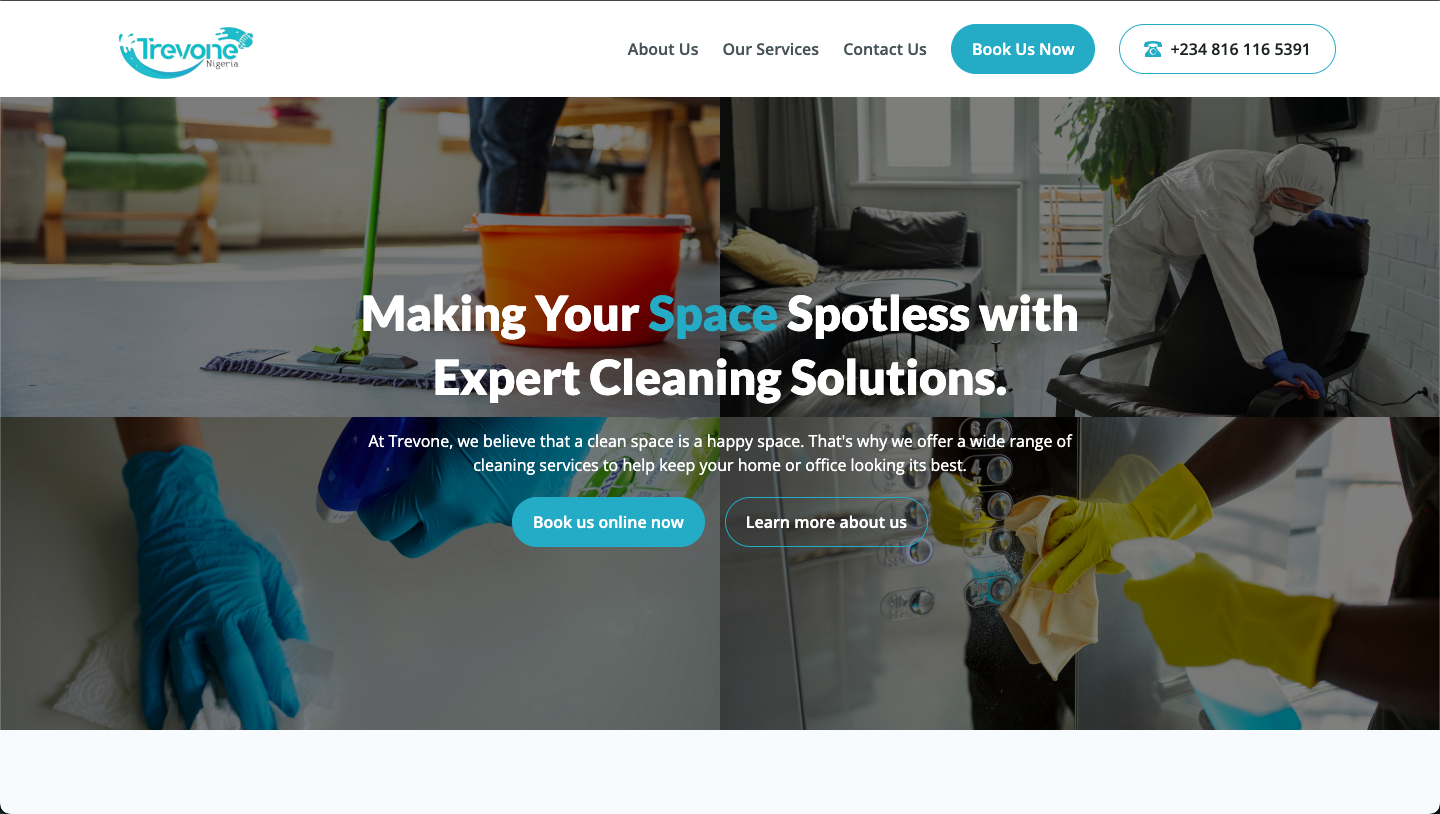 Trevone
Nigeria
About Us
Our Services
Contact Us
Book Us Now
+234 816 116 5391
Making Your Space Spotless with
Expert Cleaning Solutions.
At Trevone, we believe that a clean space is a happy space. That's why we offer a wide range of
cleaning services to help keep your home or office looking its best.
Book us online now
Learn more about us